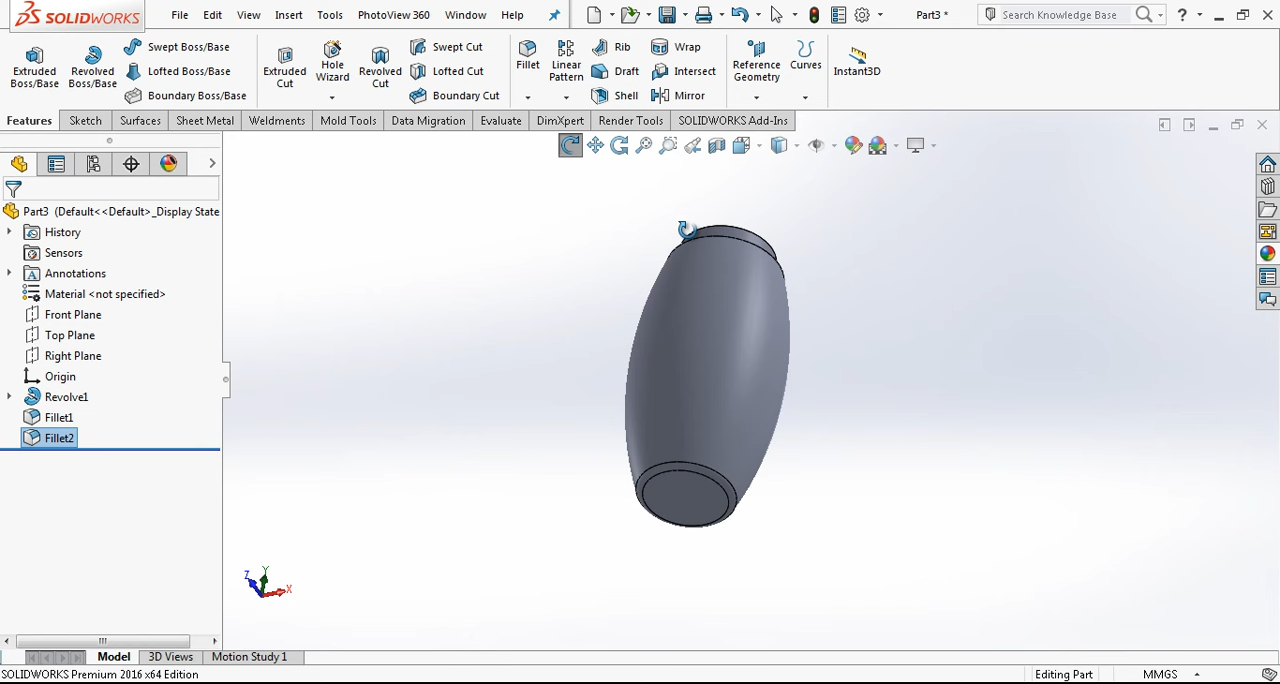 SOLIDWORKS File Edit View Insert Tools PhotoView 360 Window Help Part3 * Search Knowledge Base ?
Extruded Boss/Base
Revolved Boss/Base
Swept Boss/Base
Lofted Boss/Base
Boundary Boss/Base
Extruded Cut
Hole Wizard
Revolved Cut
Swept Cut
Lofted Cut
Boundary Cut
Fillet
Linear Pattern
Rib
Draft
Shell
Wrap
Intersect
Mirror
Reference Geometry
Curves
Instant3D
Features Sketch Surfaces Sheet Metal Weldments Mold Tools Data Migration Evaluate DimXpert Render Tools SOLIDWORKS Add-Ins
Part3 (Default<<Default>_Display State
History
Sensors
A Annotations
Material <not specified>
Front Plane
Top Plane
Right Plane
Origin
Revolve1
Fillet1
Fillet2
Y
Z
X
Model 3D Views Motion Study 1
SOLIDWORKS Premium 2016 x64 Edition Editing Part MMGS